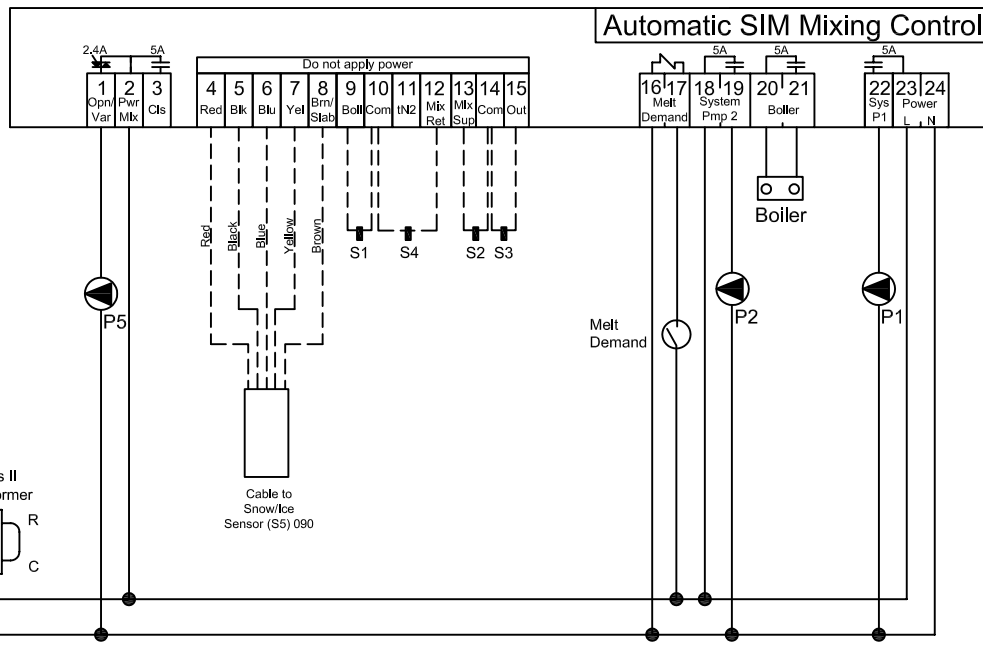 Automatic SIM Mixing Control
2.4A 5A 5A 5A 5A
Do not apply power
1 2 3 4 5 6 7 8 9 10 11 12 13 14 15 16 17 18 19 20 21 22 23 24
Opn/ Var
Pwr Mix
Cls
Red
Blk
Blu
Yel
Brn/ Slab
Boil
Com
tN2
Mix Ret
Mix Sup
Com
Out
Melt Demand
System Pmp 2
Boiler
Sys P1
Power
L N
Red
Black
Blue
Yellow
Brown
S1 S4 S2 S3
Boiler
P5
P2
P1
Melt
Demand
Cable to
Snow/Ice
Sensor (S5) 090
s II
ormer
R
C